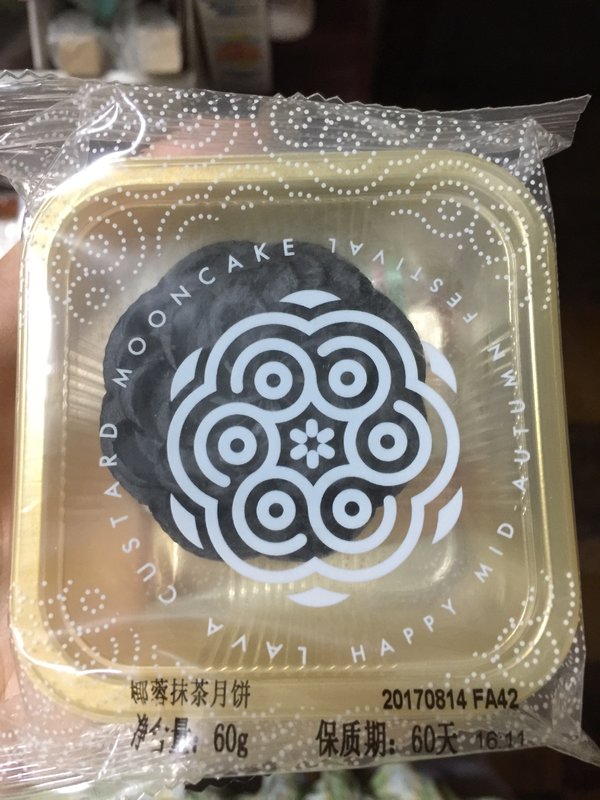 LAVA CUSTARD MOONCAKE
HAPPY MID AUTUMN FESTIVAL
椰蓉抹茶月饼
20170814 FA42
净含量：60g
保质期：60天 16:11